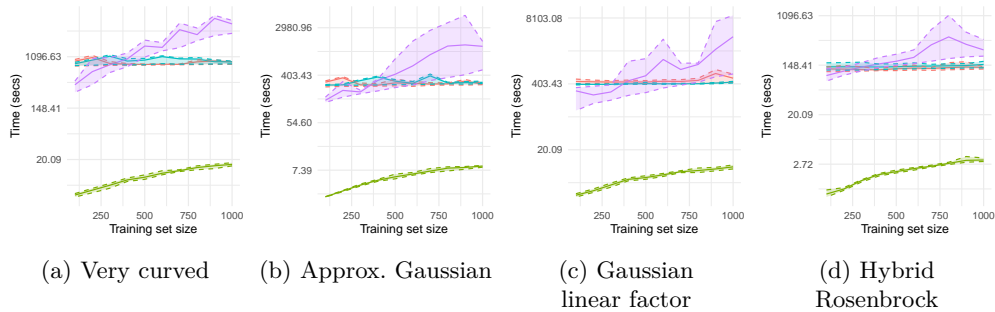 1096.63
148.41
20.09
Time (secs)
250 500 750 1000
Training set size
(a) Very curved
2980.96
403.43
54.60
7.39
Time (secs)
250 500 750 1000
Training set size
(b) Approx. Gaussian
8103.08
403.43
20.09
Time (secs)
250 500 750 1000
Training set size
(c) Gaussian
linear factor
1096.63
148.41
20.09
2.72
Time (secs)
250 500 750 1000
Training set size
(d) Hybrid
Rosenbrock